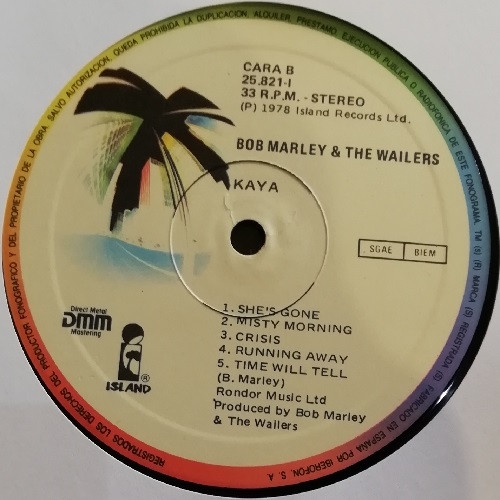 CARA B
25.821-I
33 R.P.M. - STEREO
(P) 1978 Island Records Ltd.
BOB MARLEY & THE WAILERS
KAYA
SGAE BIEM
1. SHE'S GONE
2. MISTY MORNING
3. CRISIS
4. RUNNING AWAY
5. TIME WILL TELL
(B. Marley)
Rondor Music Ltd
Produced by Bob Marley
& The Wailers
Direct Metal
DMM
Mastering
ISLAND ®
REGISTRADOS LOS DERECHOS DEL PRODUCTOR FONOGRAFICO Y DEL PROPIETARIO DE LA OBRA. SALVO AUTORIZACION, QUEDA PROHIBIDA LA DUPLICACION, ALQUILER, PRESTAMO, EJECUCION PUBLICA O RADIOFONICA DE ESTE FONOGRAMA. TM (s) (R) MARCA (S) REGISTRADA (S). FABRICADO EN ESPAÑA POR IBEROFON, S. A.